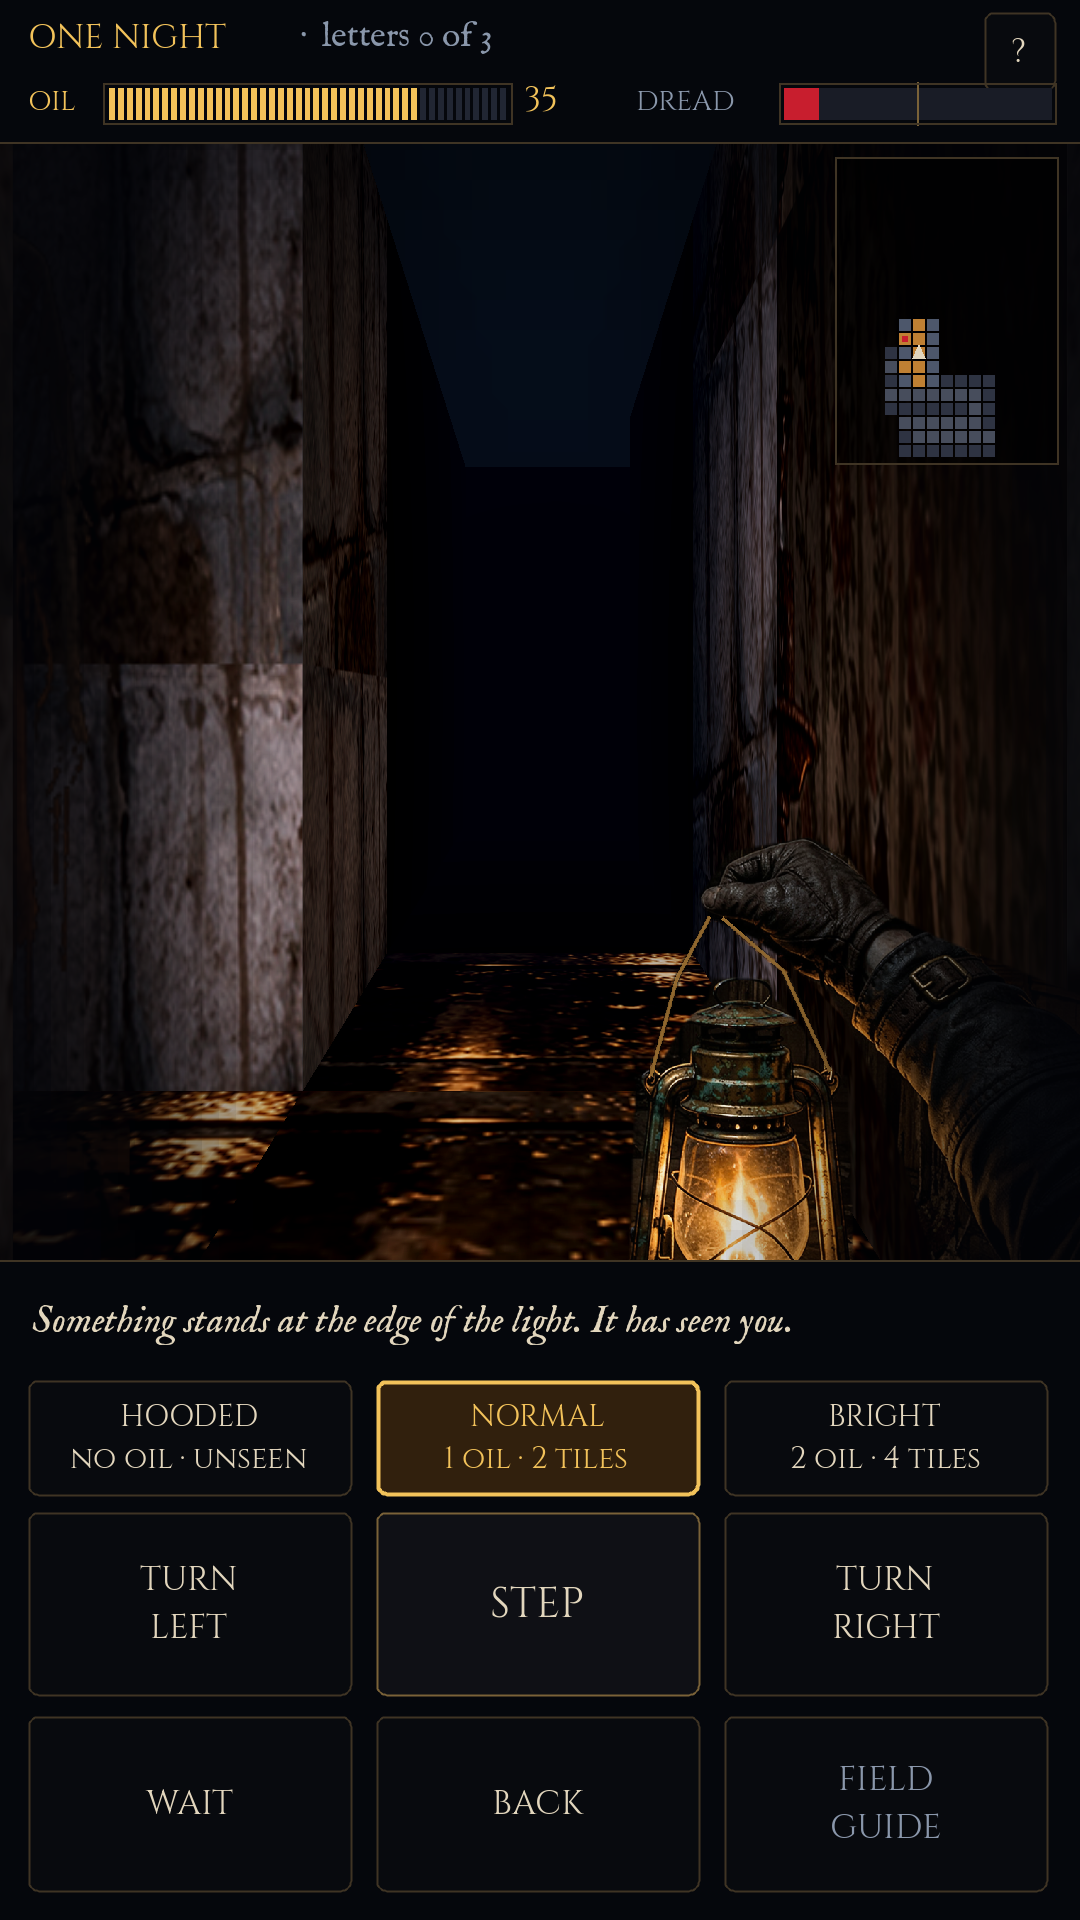 ONE NIGHT · letters 0 of 3
?
OIL 35 DREAD
Something stands at the edge of the light. It has seen you.
HOODED
NO OIL · UNSEEN
NORMAL
1 OIL · 2 TILES
BRIGHT
2 OIL · 4 TILES
TURN
LEFT
STEP
TURN
RIGHT
WAIT
BACK
FIELD
GUIDE